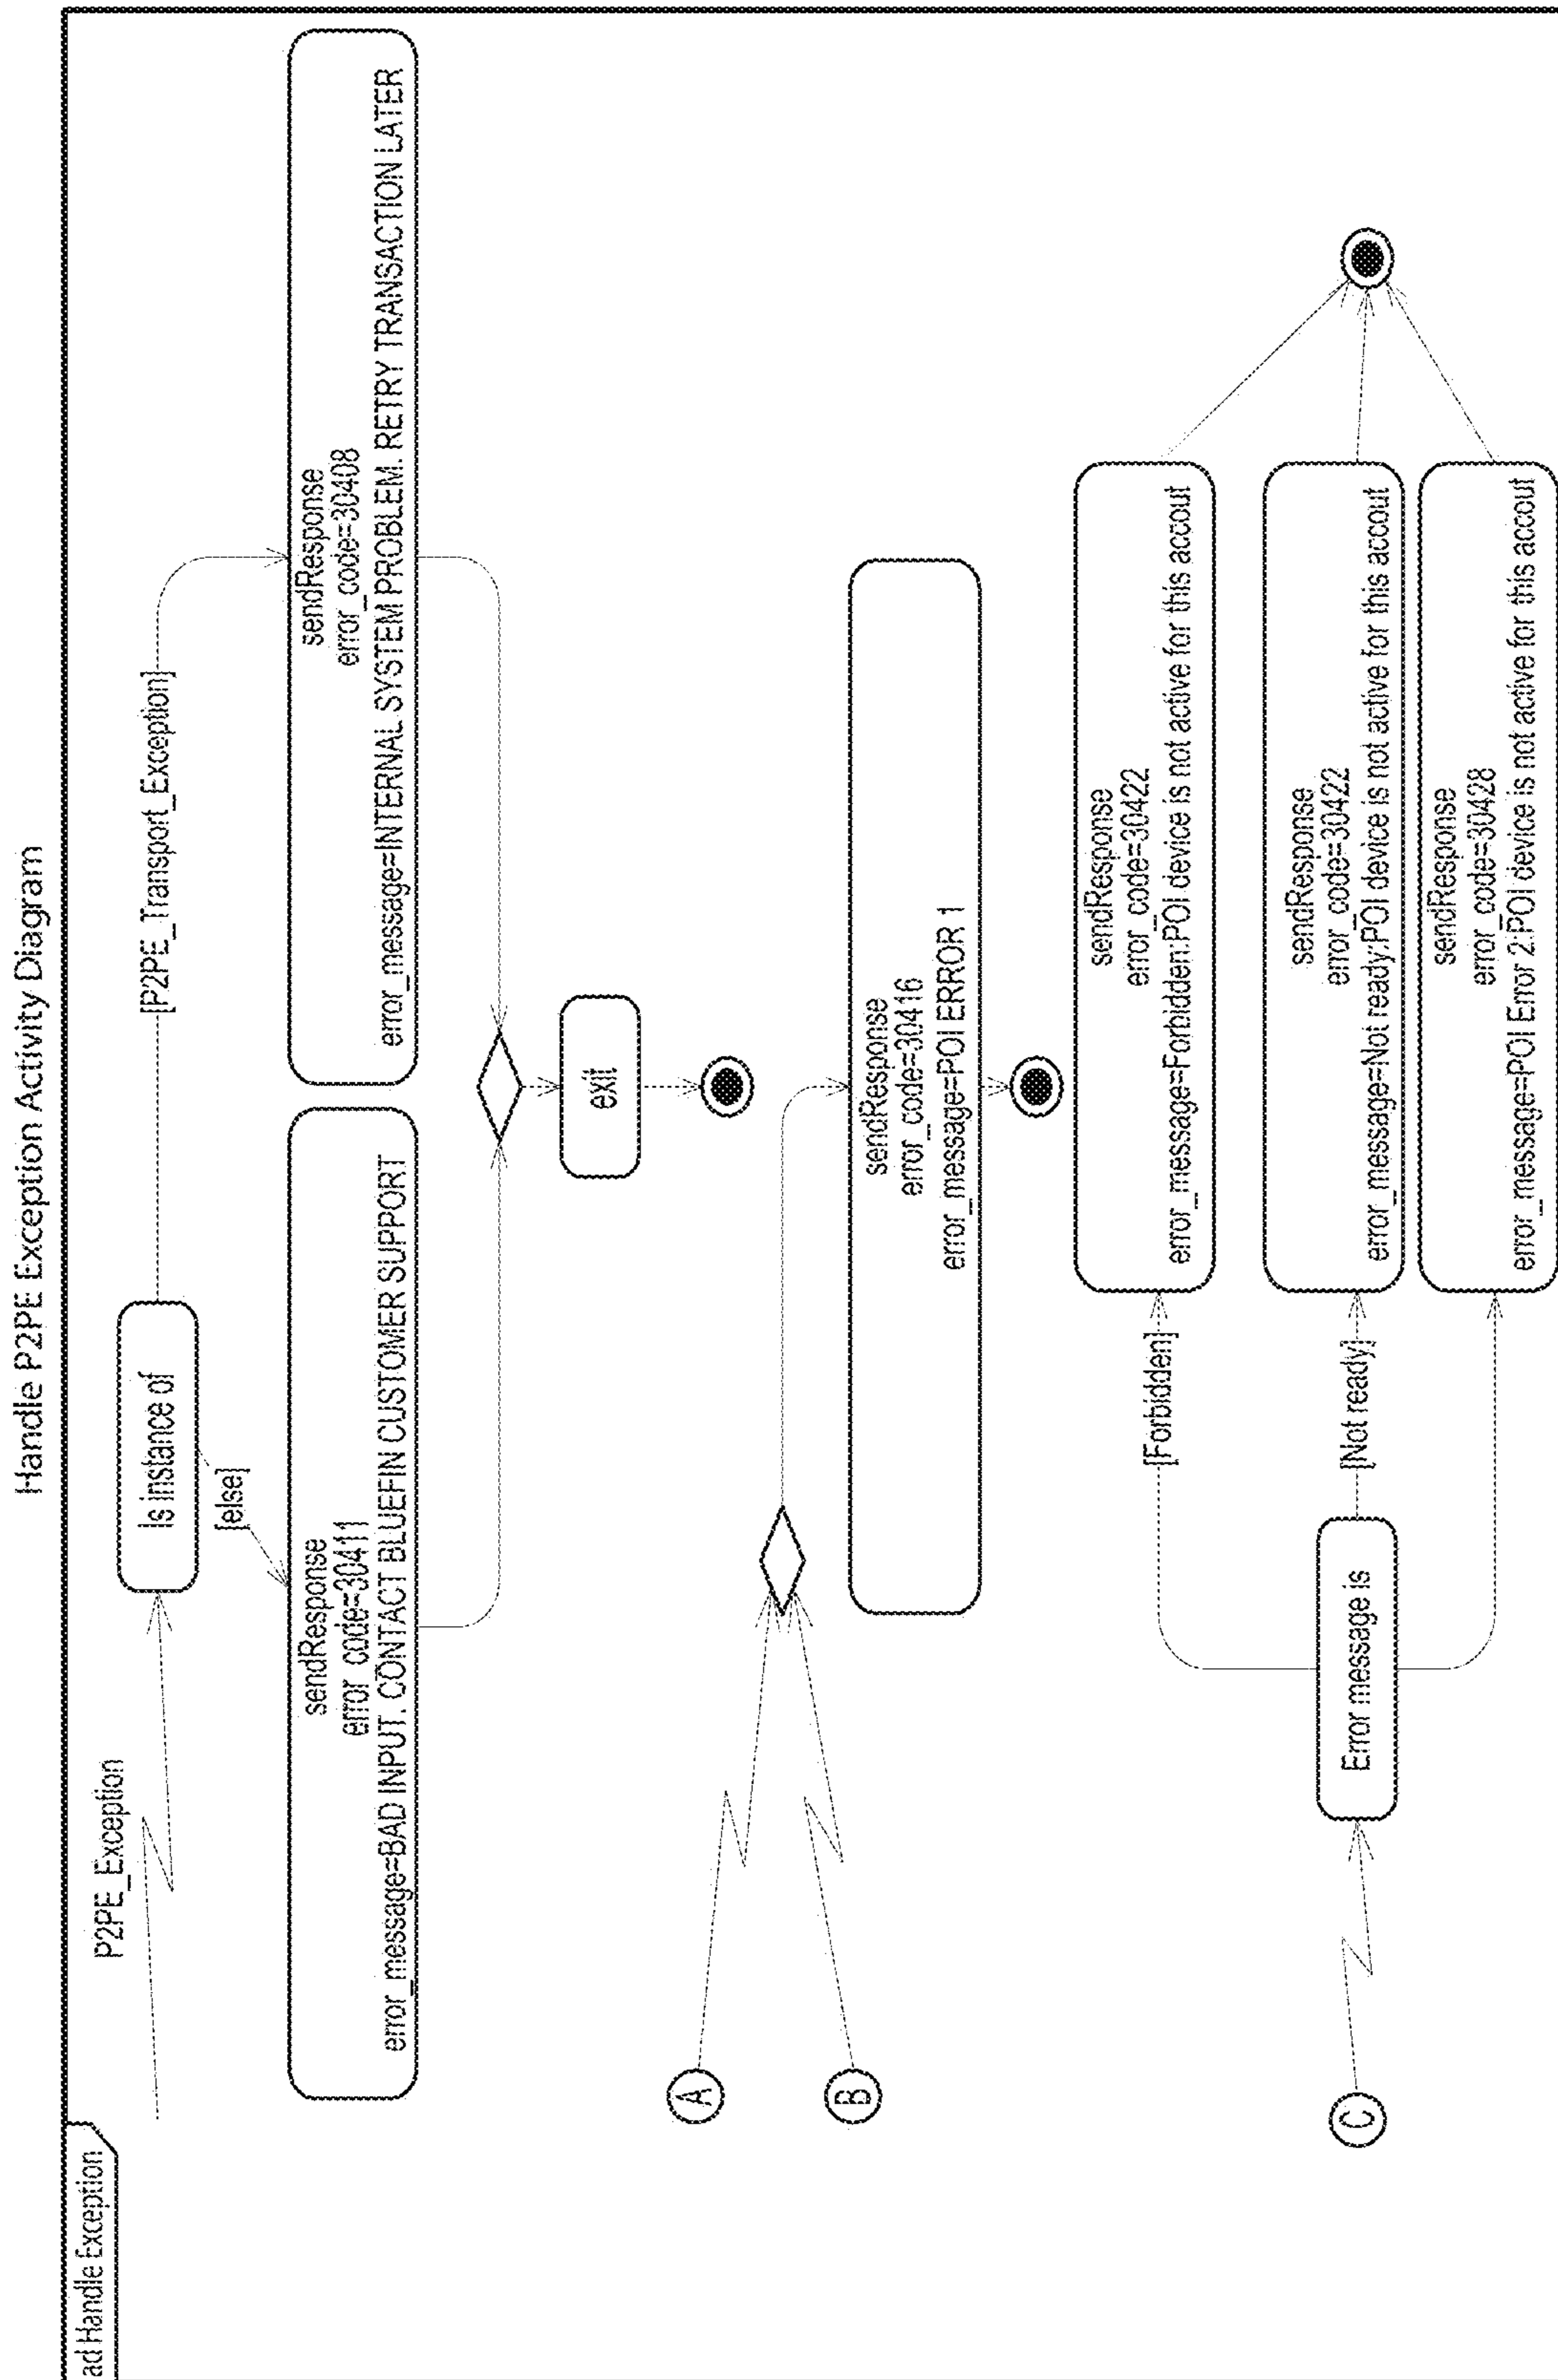 Handle P2PE Exception Activity Diagram
ad Handle Exception
P2PE_Exception
Is instance of
[P2PE_Transport_Exception]
[else]
sendResponse
error_code=30411
error_message=BAD INPUT. CONTACT BLUEFIN CUSTOMER SUPPORT
sendResponse
error_code=30408
error_message=INTERNAL SYSTEM PROBLEM. RETRY TRANSACTION LATER
exit
A
B
sendResponse
error_code=30416
error_message=POI ERROR 1
C
Error message is
[Forbidden]
sendResponse
error_code=30422
error_message=Forbidden:POI device is not active for this accout
[Not ready]
sendResponse
error_code=30422
error_message=Not ready:POI device is not active for this accout
sendResponse
error_code=30428
error_message=POI Error 2:POI device is not active for this accout